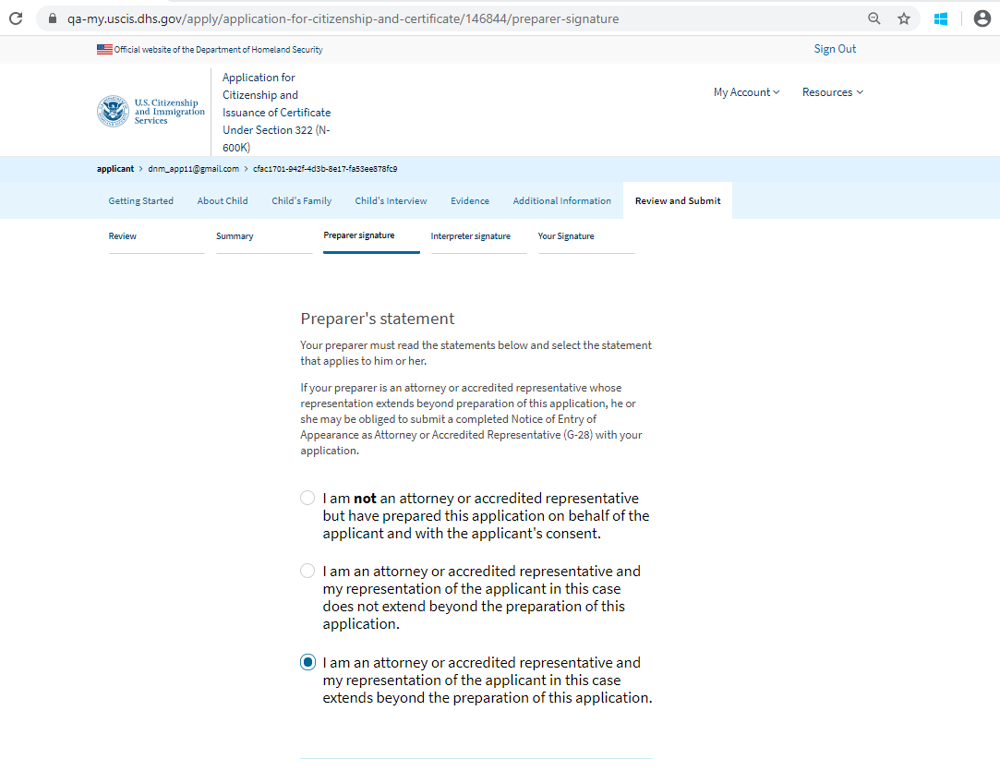 qa-my.uscis.dhs.gov/apply/application-for-citizenship-and-certificate/146844/preparer-signature
Official website of the Department of Homeland Security
Sign Out
U.S. Citizenship
and Immigration
Services
Application for
Citizenship and
Issuance of Certificate
Under Section 322 (N-
600K)
My Account
Resources
applicant > dnm_app11@gmail.com > cfac1701-942f-4d3b-8e17-fa53ee878fc9
Getting Started About Child Child's Family Child's Interview Evidence Additional Information Review and Submit
Review Summary Preparer signature Interpreter signature Your Signature
Preparer's statement
Your preparer must read the statements below and select the statement
that applies to him or her.
If your preparer is an attorney or accredited representative whose
representation extends beyond preparation of this application, he or
she may be obliged to submit a completed Notice of Entry of
Appearance as Attorney or Accredited Representative (G-28) with your
application.
I am not an attorney or accredited representative
but have prepared this application on behalf of the
applicant and with the applicant's consent.
I am an attorney or accredited representative and
my representation of the applicant in this case
does not extend beyond the preparation of this
application.
I am an attorney or accredited representative and
my representation of the applicant in this case
extends beyond the preparation of this application.